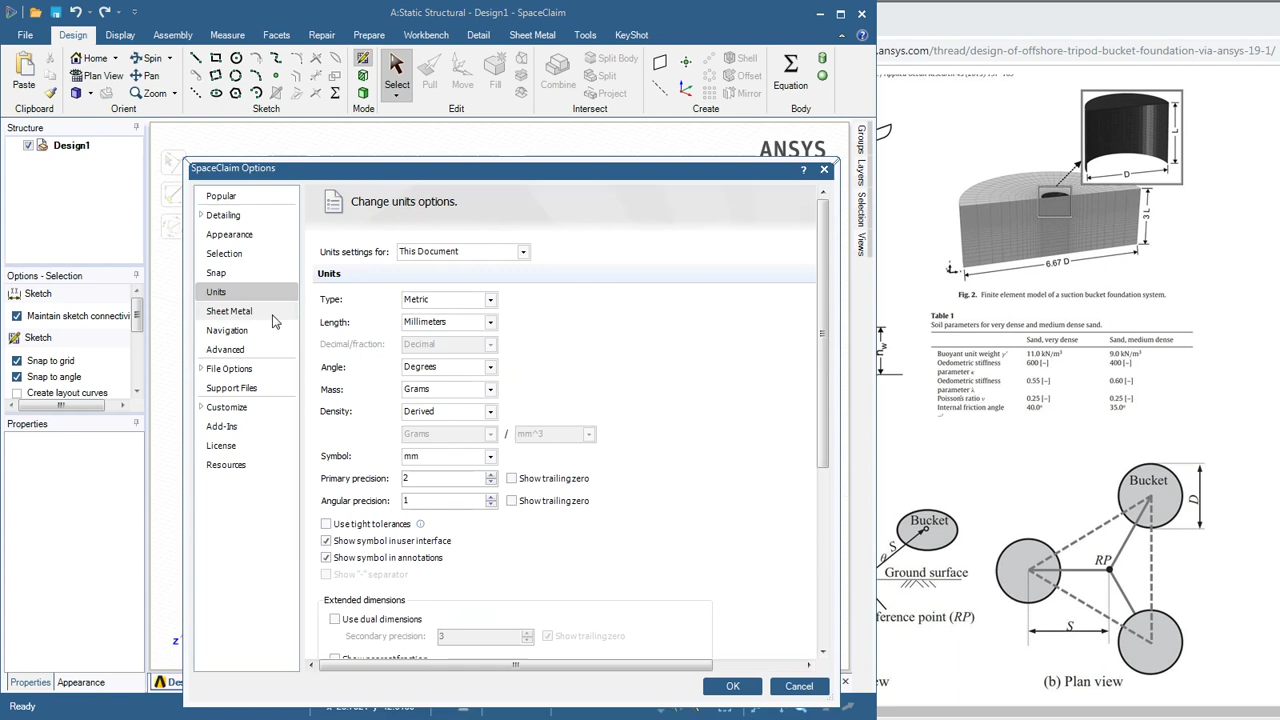 A:Static Structural - Design1 - SpaceClaim
File Design Display Assembly Measure Facets Repair Prepare Workbench Detail Sheet Metal Tools KeyShot
Home Spin Shell Split Body
Plan View Pan Split Offset
Paste Zoom Select Pull Move Fill Combine Project Mirror Equation
Clipboard Orient Sketch Mode Edit Intersect Create Body
Structure
Design1
Options - Selection
Sketch
Maintain sketch connectivi
Sketch
Snap to grid
Snap to angle
Create layout curves
Properties
Properties Appearance
Ready
ANSYS
Groups Layers Selection Views
SpaceClaim Options
Popular
Detailing
Appearance
Selection
Snap
Units
Sheet Metal
Navigation
Advanced
File Options
Support Files
Customize
Add-Ins
License
Resources
Change units options.
Units settings for: This Document
Units
Type: Metric
Length: Millimeters
Decimal/fraction: Decimal
Angle: Degrees
Mass: Grams
Density: Derived
Grams / mm^3
Symbol: mm
Primary precision: 2 Show trailing zero
Angular precision: 1 Show trailing zero
Use tight tolerances
Show symbol in user interface
Show symbol in annotations
Show "-" separator
Extended dimensions
Use dual dimensions
Secondary precision: 3 Show trailing zero
OK Cancel
ansys.com/thread/design-of-offshore-tripod-bucket-foundation-via-ansys-19-1/
L
D
3 L
6.67 D
Fig. 2. Finite element model of a suction bucket foundation system.
Table 1
Soil parameters for very dense and medium dense sand.
Sand, very dense Sand, medium dense
Buoyant unit weight γ' 11.0 kN/m³ 9.0 kN/m³
Oedometric stiffness 600 [–] 400 [–]
parameter κ
Oedometric stiffness 0.55 [–] 0.60 [–]
parameter λ
Poisson's ratio ν 0.25 [–] 0.25 [–]
Internal friction angle 40.0° 35.0°
Bucket
S
θ
Ground surface
ference point (RP)
Bucket
D
RP
S
(b) Plan view